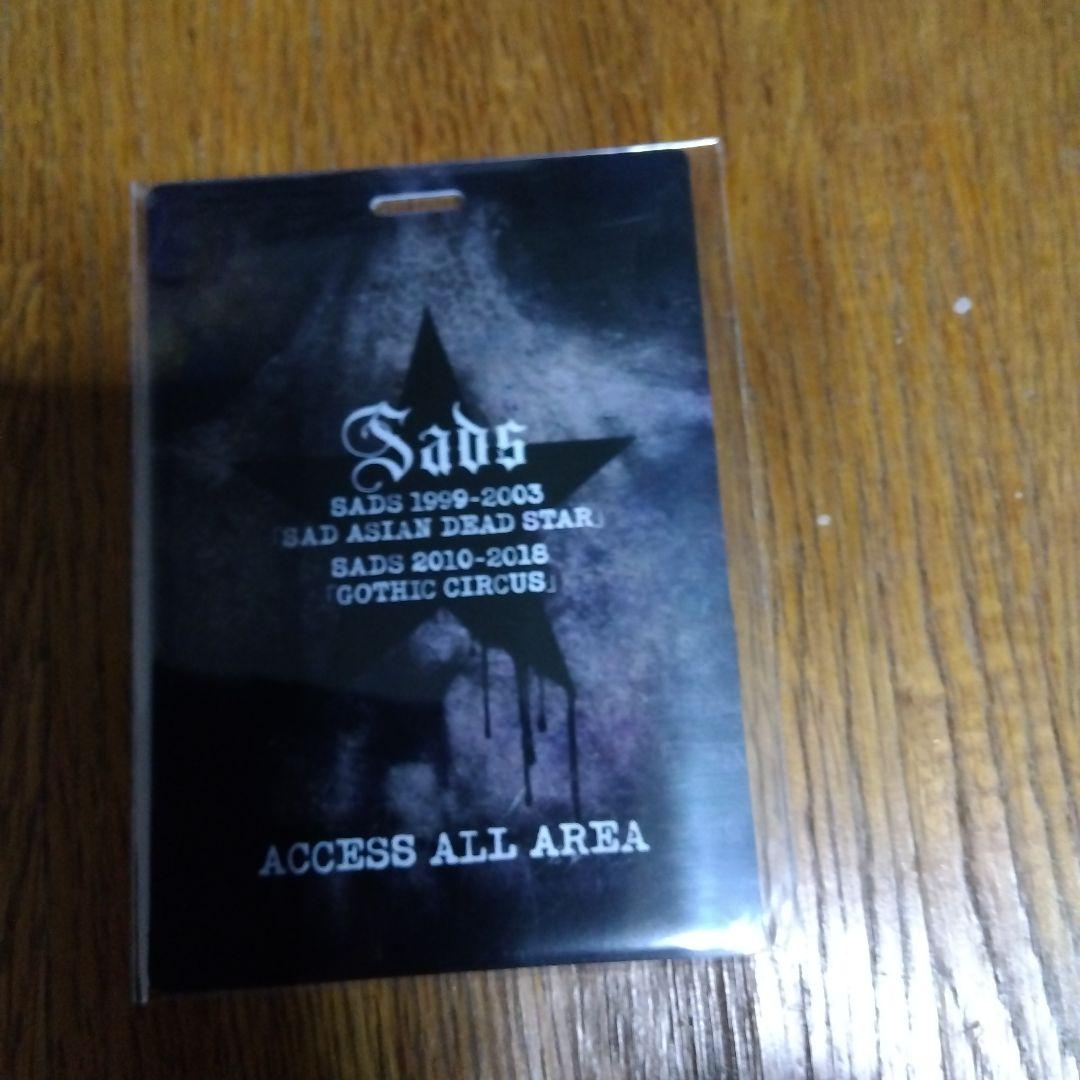 Sads
SADS 1999-2003
「SAD ASIAN DEAD STAR」
SADS 2010-2018
「GOTHIC CIRCUS」
ACCESS ALL AREA